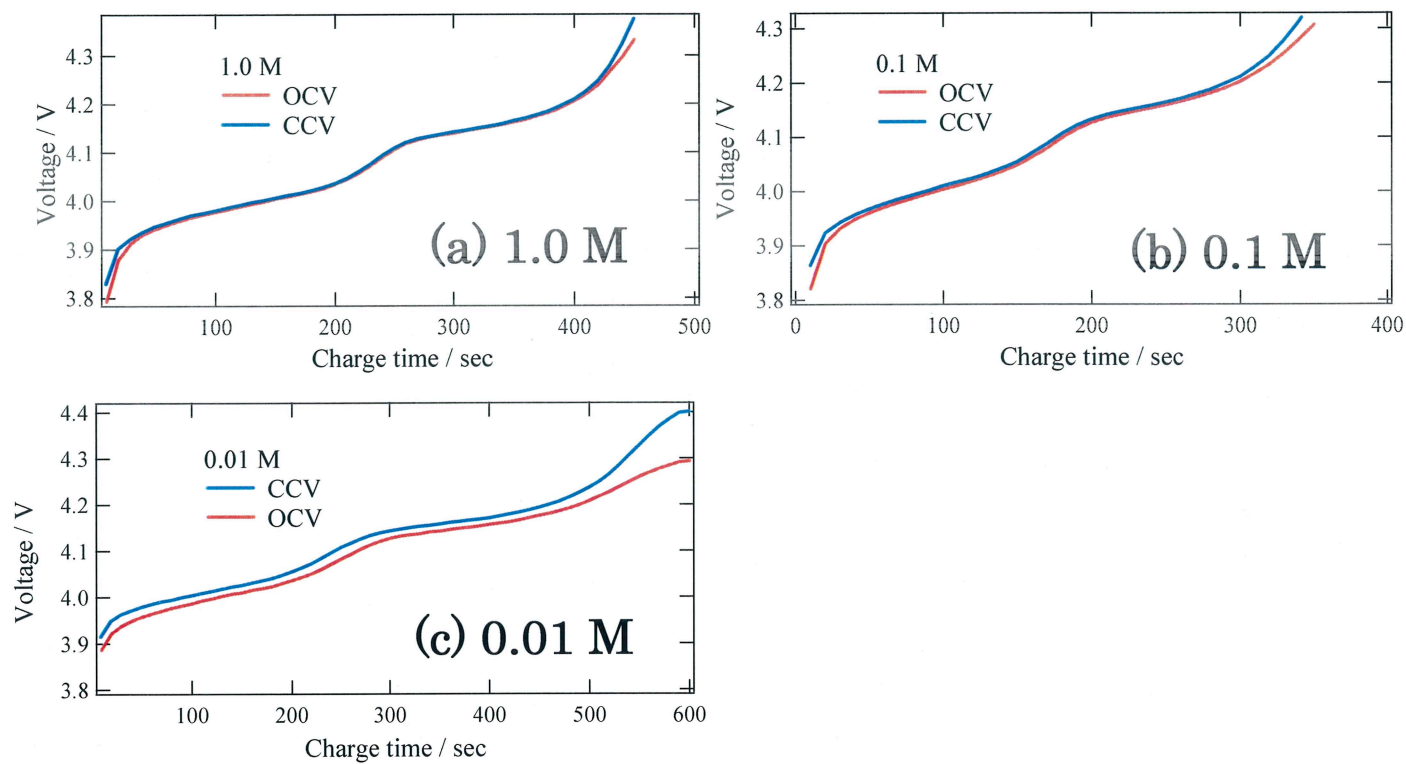 4.3
4.2
4.1
4.0
3.9
3.8
Voltage / V
1.0 M
OCV
CCV
(a) 1.0 M
100
200
300
400
500
Charge time / sec
4.3
4.2
4.1
4.0
3.9
3.8
Voltage / V
0.1 M
OCV
CCV
(b) 0.1 M
0
100
200
300
400
Charge time / sec
4.4
4.3
4.2
4.1
4.0
3.9
3.8
Voltage / V
0.01 M
CCV
OCV
(c) 0.01 M
100
200
300
400
500
600
Charge time / sec